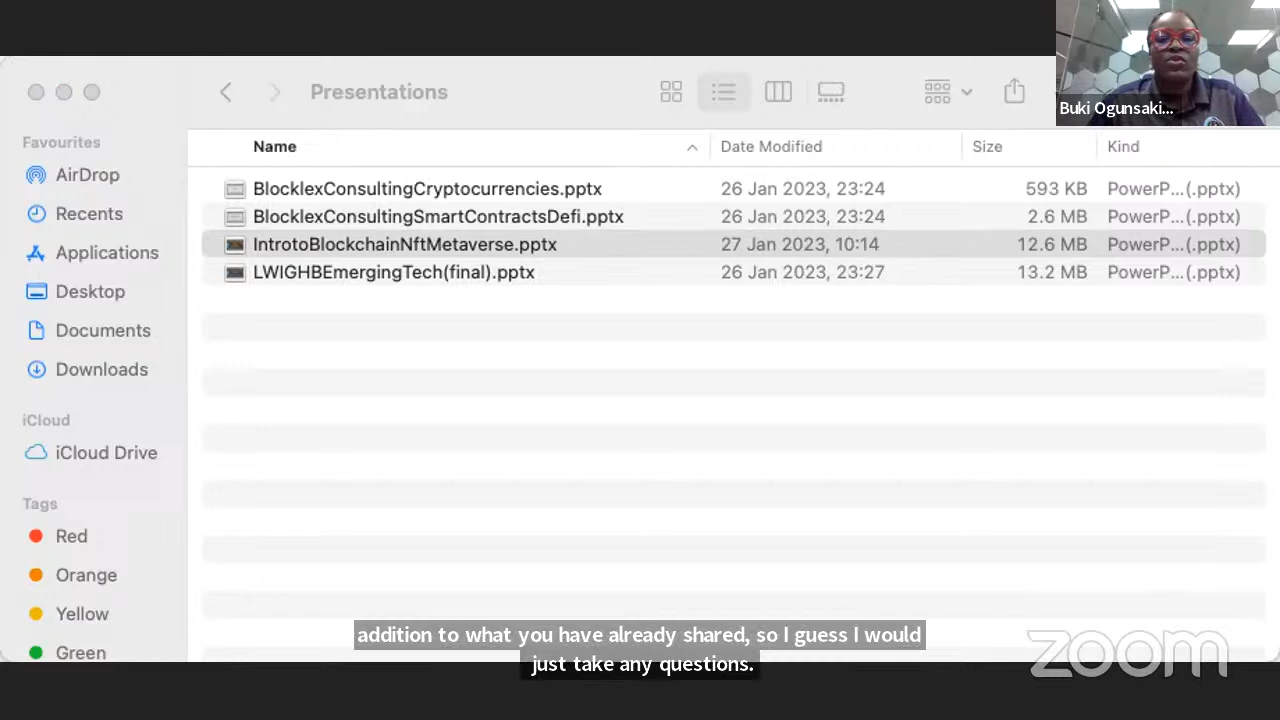 Presentations
Buki Ogunsaki...
Favourites
AirDrop
Recents
Applications
Desktop
Documents
Downloads
iCloud
iCloud Drive
Tags
Red
Orange
Yellow
Green
Name Date Modified Size Kind
BlocklexConsultingCryptocurrencies.pptx 26 Jan 2023, 23:24 593 KB PowerP...(.pptx)
BlocklexConsultingSmartContractsDefi.pptx 26 Jan 2023, 23:24 2.6 MB PowerP...(.pptx)
IntrotoBlockchainNftMetaverse.pptx 27 Jan 2023, 10:14 12.6 MB PowerP...(.pptx)
LWIGHBEmergingTech(final).pptx 26 Jan 2023, 23:27 13.2 MB PowerP...(.pptx)
addition to what you have already shared, so I guess I would
just take any questions.
zoom